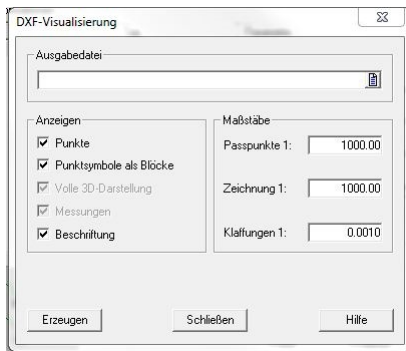 DXF-Visualisierung
Ausgabedatei
Anzeigen
Punkte
Punktsymbole als Blöcke
Volle 3D-Darstellung
Messungen
Beschriftung
Maßstäbe
Passpunkte 1: 1000.00
Zeichnung 1: 1000.00
Klaffungen 1: 0.0010
Erzeugen
Schließen
Hilfe